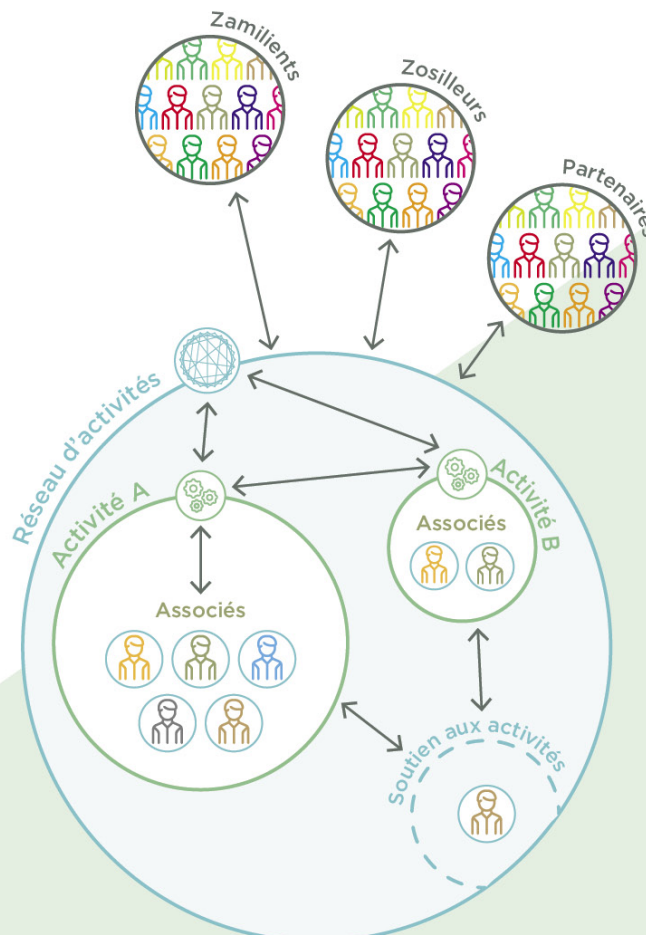 Zamilients
Zosilleurs
Partenaires
Réseau d'activités
Activité A
Activité B
Associés
Associés
Soutien aux activités